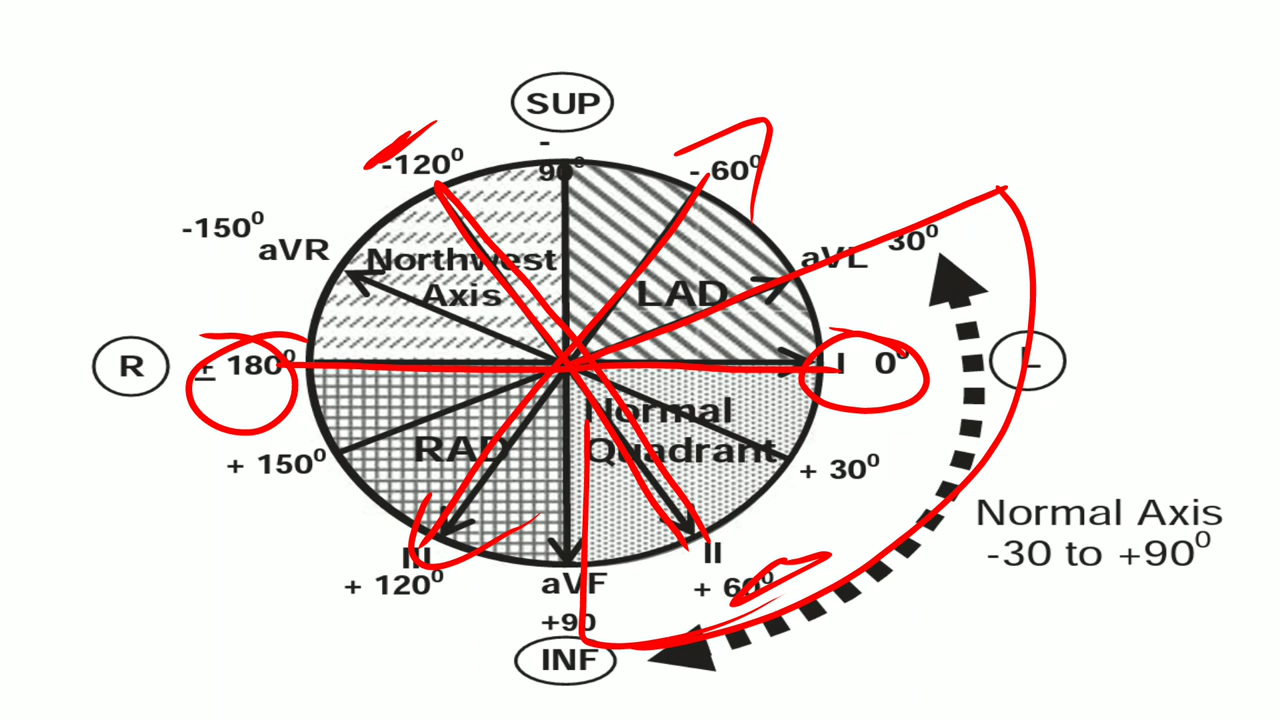 SUP
-
90⁰
-120⁰
- 60⁰
-150⁰
aVR
aVL 30⁰
Northwest
Axis
LAD
R
± 180⁰
I 0⁰
L
Normal
Quadrant
RAD
+ 150⁰
+ 30⁰
III
+ 120⁰
II
+ 60⁰
aVF
+90
INF
Normal Axis
-30 to +90⁰